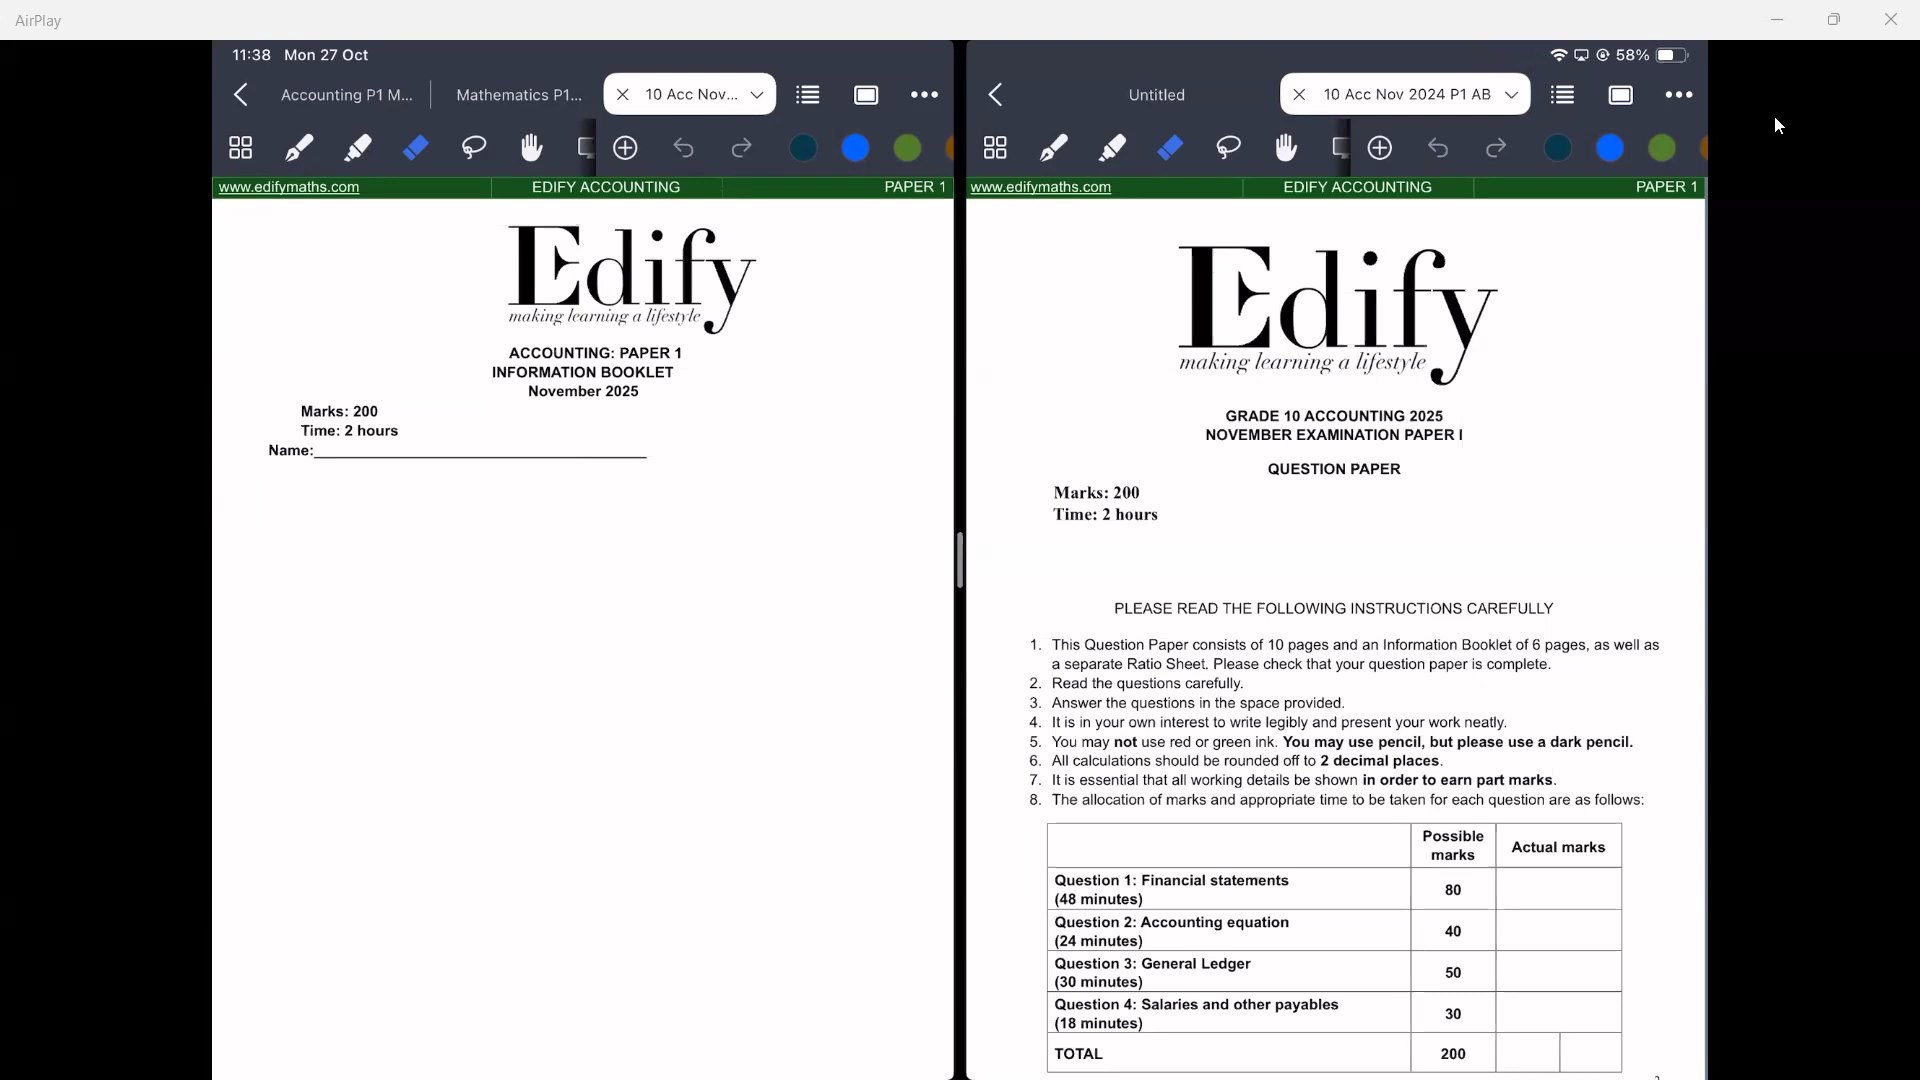 AirPlay
11:38 Mon 27 Oct
58%
Accounting P1 M...
Mathematics P1...
10 Acc Nov...
Untitled
10 Acc Nov 2024 P1 AB
www.edifymaths.com EDIFY ACCOUNTING PAPER 1
Edify
making learning a lifestyle
ACCOUNTING: PAPER 1
INFORMATION BOOKLET
November 2025
Marks: 200
Time: 2 hours
Name:
www.edifymaths.com EDIFY ACCOUNTING PAPER 1
Edify
making learning a lifestyle
GRADE 10 ACCOUNTING 2025
NOVEMBER EXAMINATION PAPER I
QUESTION PAPER
Marks: 200
Time: 2 hours
PLEASE READ THE FOLLOWING INSTRUCTIONS CAREFULLY
1. This Question Paper consists of 10 pages and an Information Booklet of 6 pages, as well as
a separate Ratio Sheet. Please check that your question paper is complete.
2. Read the questions carefully.
3. Answer the questions in the space provided.
4. It is in your own interest to write legibly and present your work neatly.
5. You may not use red or green ink. You may use pencil, but please use a dark pencil.
6. All calculations should be rounded off to 2 decimal places.
7. It is essential that all working details be shown in order to earn part marks.
8. The allocation of marks and appropriate time to be taken for each question are as follows:
Possible
marks
Actual marks
Question 1: Financial statements
(48 minutes)
80
Question 2: Accounting equation
(24 minutes)
40
Question 3: General Ledger
(30 minutes)
50
Question 4: Salaries and other payables
(18 minutes)
30
TOTAL 200